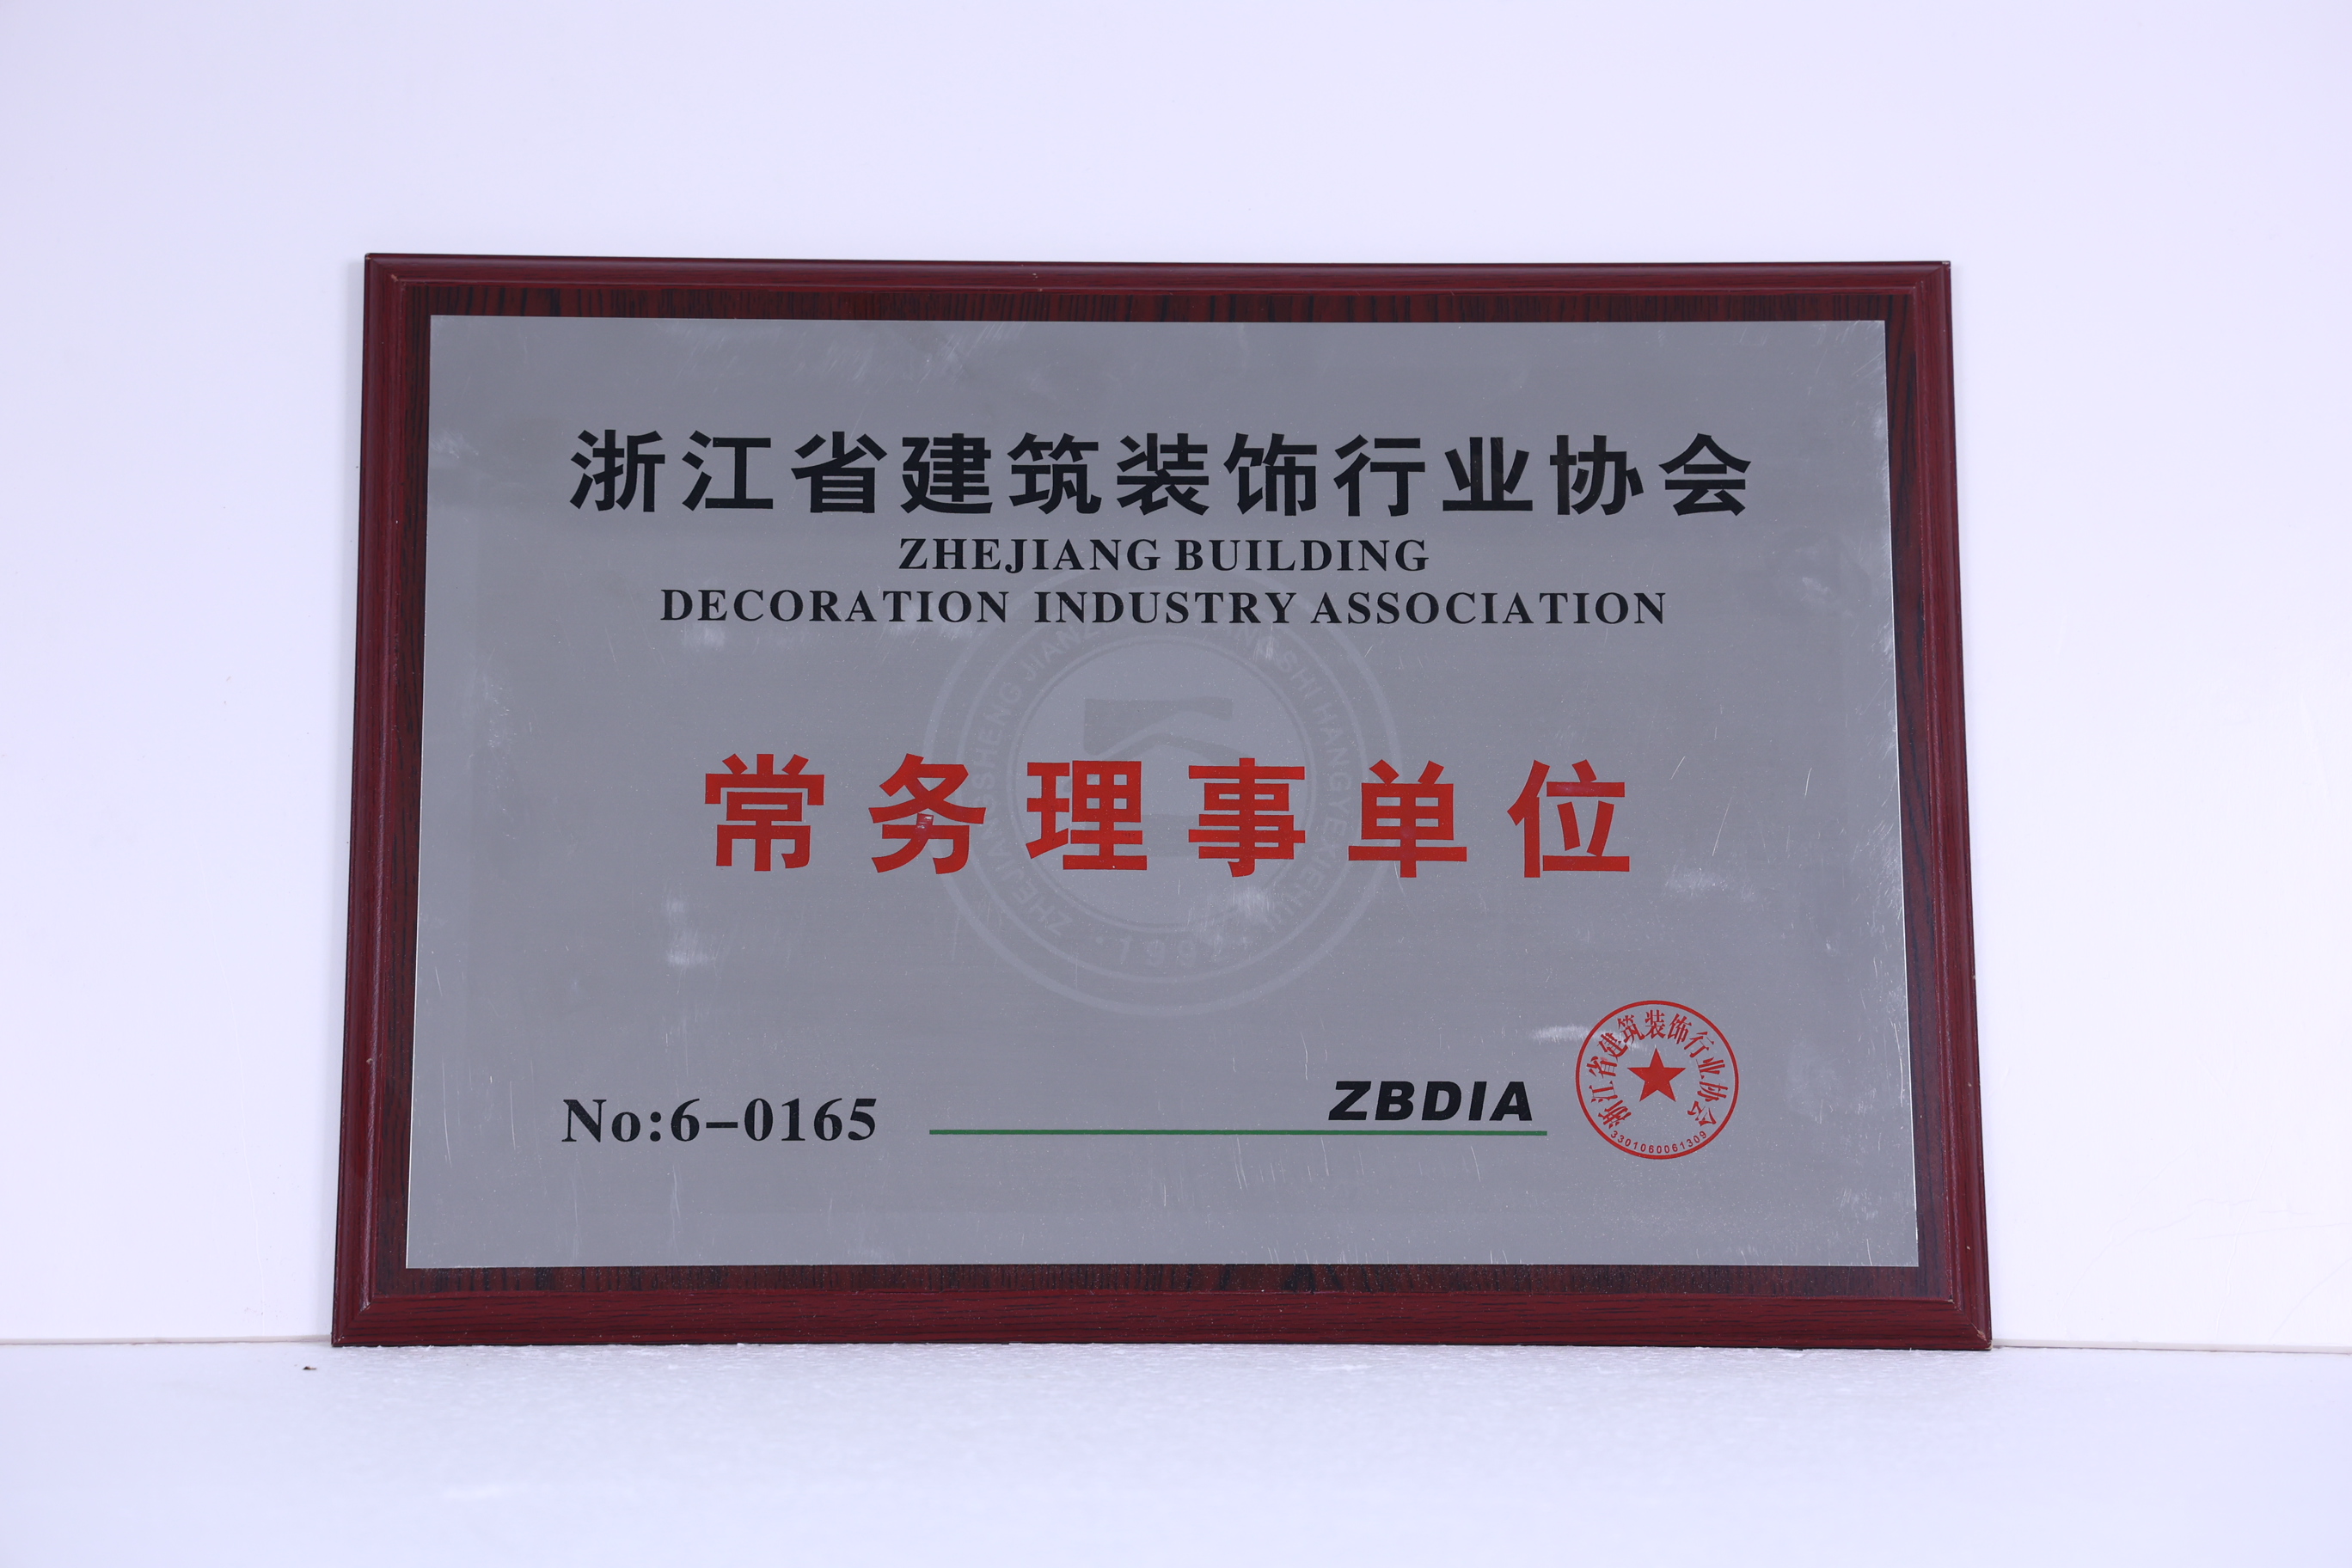 浙江省建筑装饰行业协会
ZHEJIANG BUILDING
DECORATION INDUSTRY ASSOCIATION
常务理事单位
No:6-0165
ZBDIA
浙江省建筑装饰行业协会
3301060061309